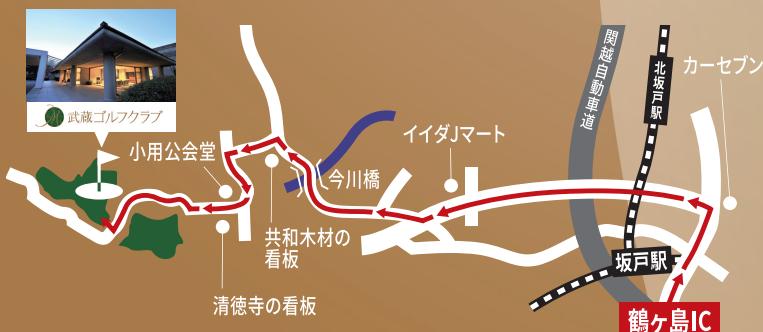 武蔵ゴルフクラブ
小用公会堂
共和木材の
看板
清徳寺の看板
今川橋
イイダJマート
関越自動車道
北坂戸駅
カーセブン
坂戸駅
鶴ヶ島IC